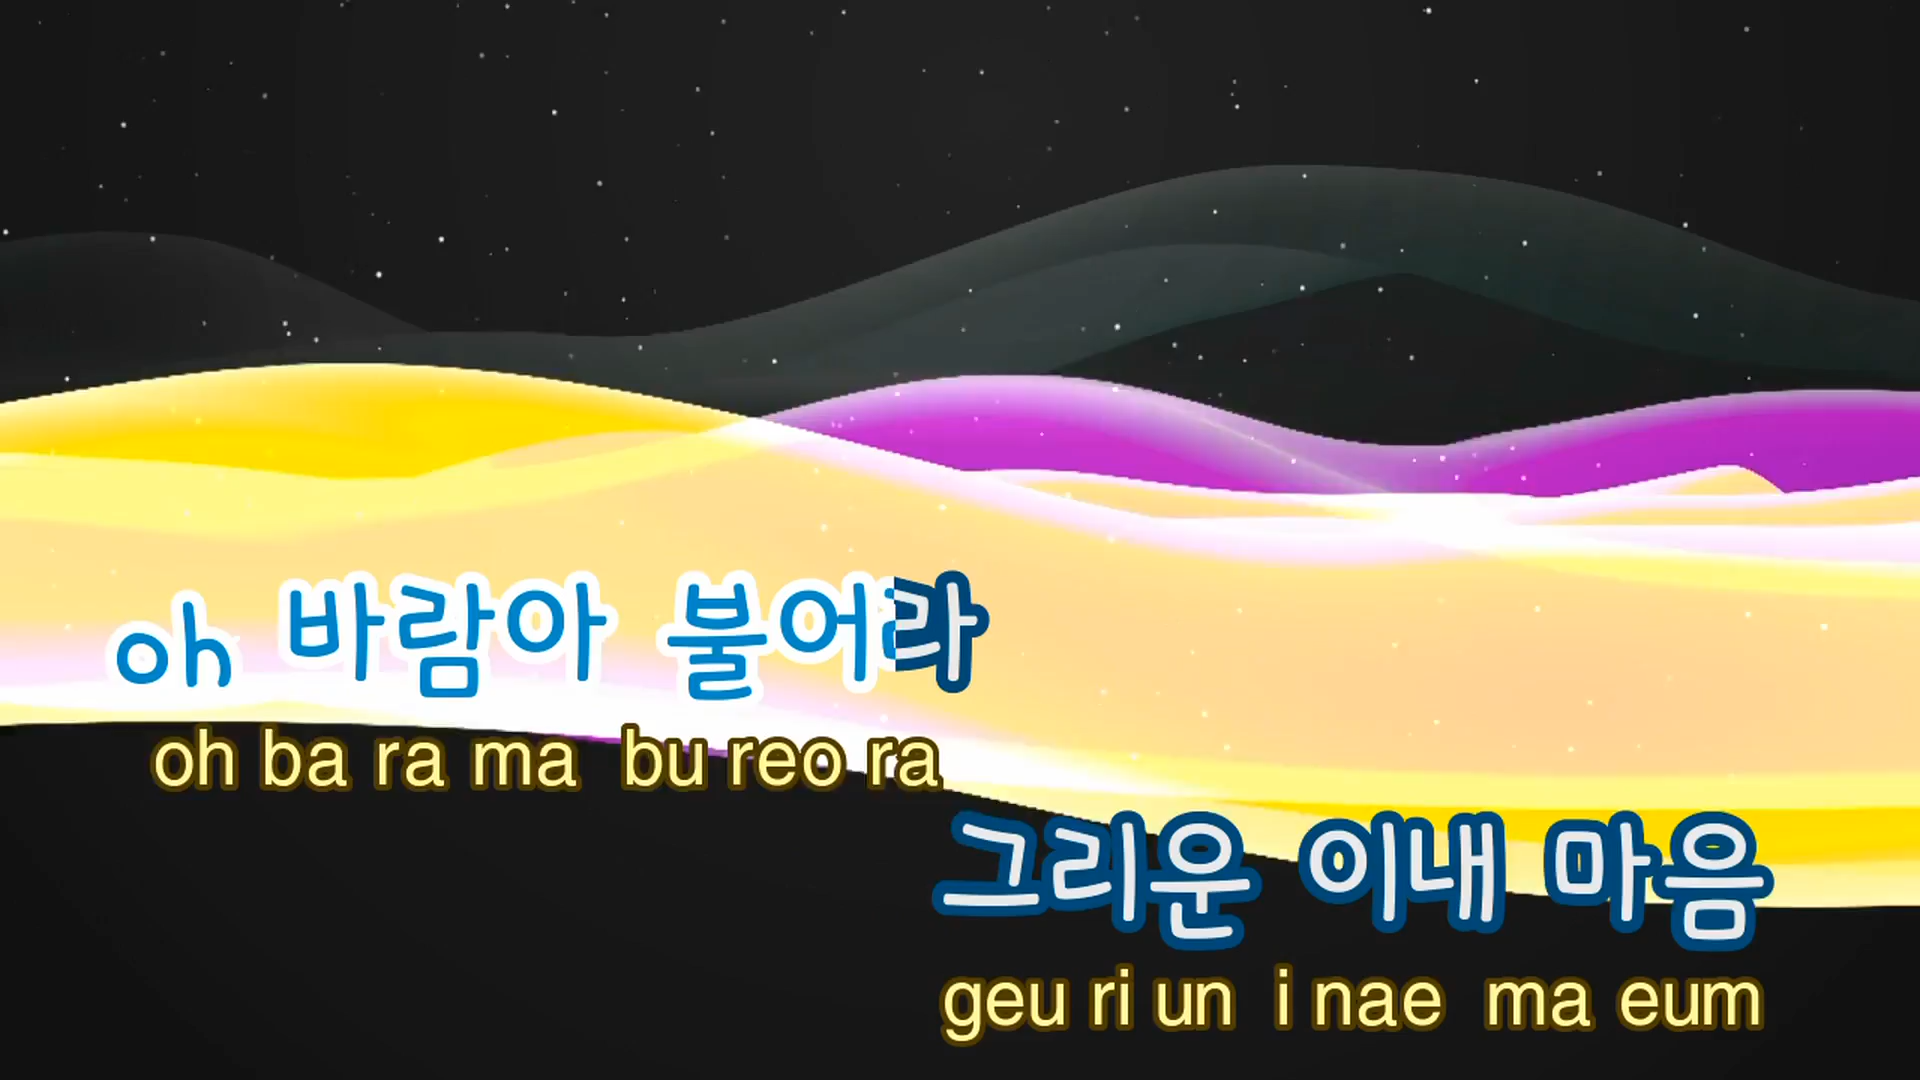 oh 바람아 불어라
oh ba ra ma bu reo ra
그리운 이내 마음
geu ri un i nae ma eum